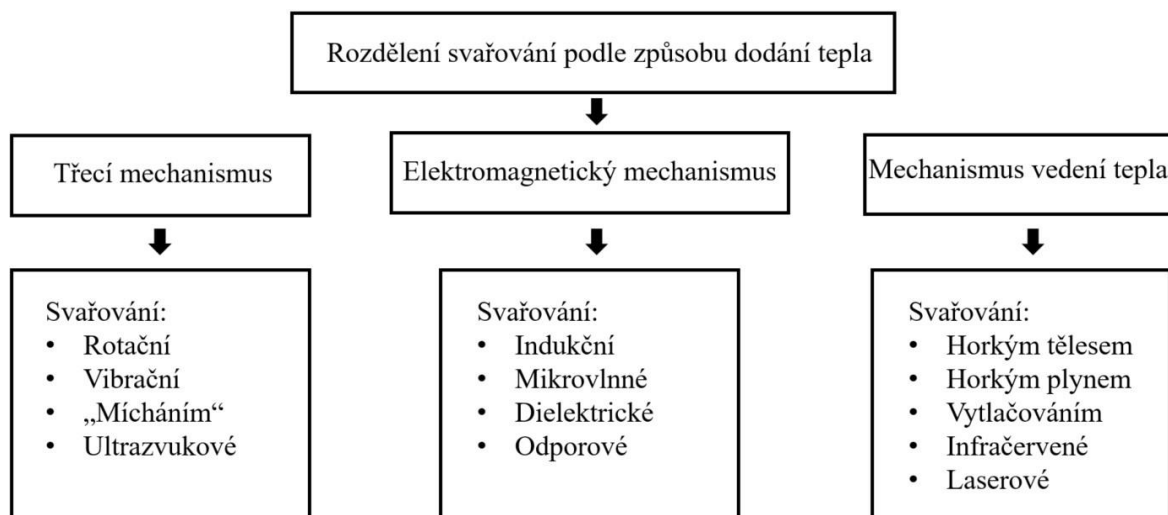 Rozdělení svařování podle způsobu dodání tepla
Třecí mechanismus
Elektromagnetický mechanismus
Mechanismus vedení tepla
Svařování:
• Rotační
• Vibrační
• „Mícháním“
• Ultrazvukové
Svařování:
• Indukční
• Mikrovlnné
• Dielektrické
• Odporové
Svařování:
• Horkým tělesem
• Horkým plynem
• Vytlačováním
• Infračervené
• Laserové